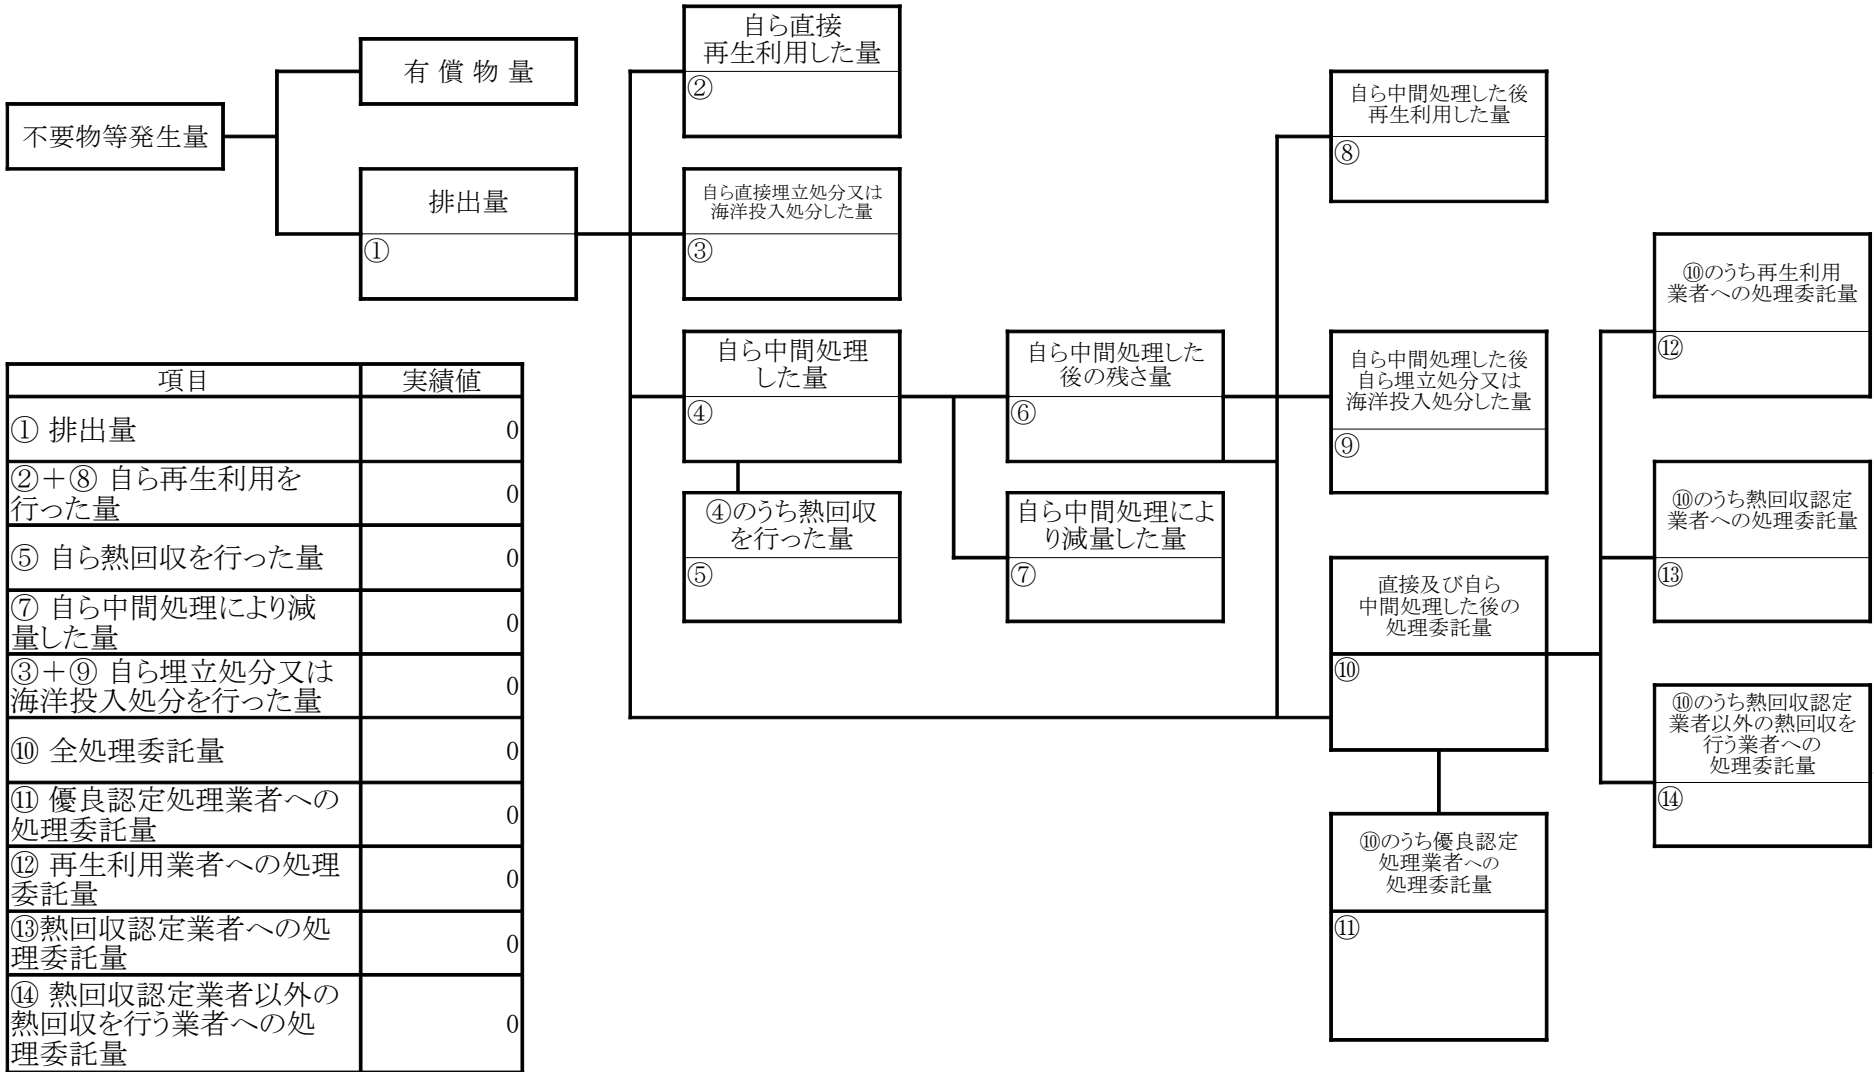 不要物等発生量
有 償 物 量
排出量
①
自ら直接
再生利用した量
②
自ら直接埋立処分又は
海洋投入処分した量
③
自ら中間処理
した量
④
④のうち熱回収
を行った量
⑤
自ら中間処理した
後の残さ量
⑥
自ら中間処理によ
り減量した量
⑦
自ら中間処理した後
再生利用した量
⑧
自ら中間処理した後
自ら埋立処分又は
海洋投入処分した量
⑨
直接及び自ら
中間処理した後の
処理委託量
⑩
⑩のうち優良認定
処理業者への
処理委託量
⑪
⑩のうち再生利用
業者への処理委託量
⑫
⑩のうち熱回収認定
業者への処理委託量
⑬
⑩のうち熱回収認定
業者以外の熱回収を
行う業者への
処理委託量
⑭
項目 実績値
① 排出量 0
②+⑧ 自ら再生利用を
行った量 0
⑤ 自ら熱回収を行った量 0
⑦ 自ら中間処理により減
量した量 0
③+⑨ 自ら埋立処分又は
海洋投入処分を行った量 0
⑩ 全処理委託量 0
⑪ 優良認定処理業者への
処理委託量 0
⑫ 再生利用業者への処理
委託量 0
⑬熱回収認定業者への処
理委託量 0
⑭ 熱回収認定業者以外の
熱回収を行う業者への処
理委託量 0